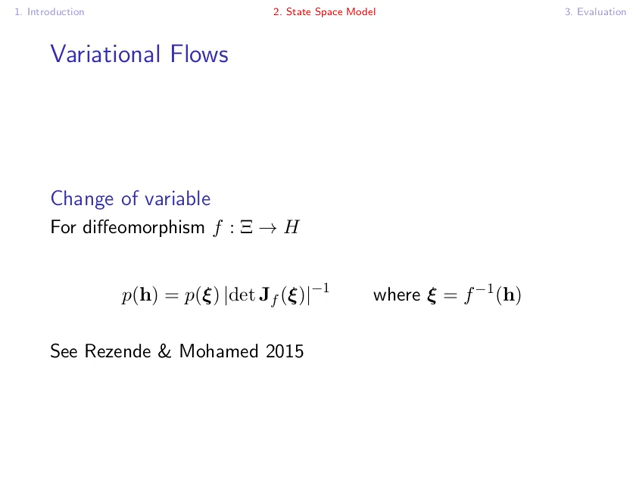 1. Introduction 2. State Space Model 3. Evaluation
Variational Flows
Change of variable
For diffeomorphism f : Ξ → H
p(h) = p(ξ) |det J_f(ξ)|⁻¹ where ξ = f⁻¹(h)
See Rezende & Mohamed 2015